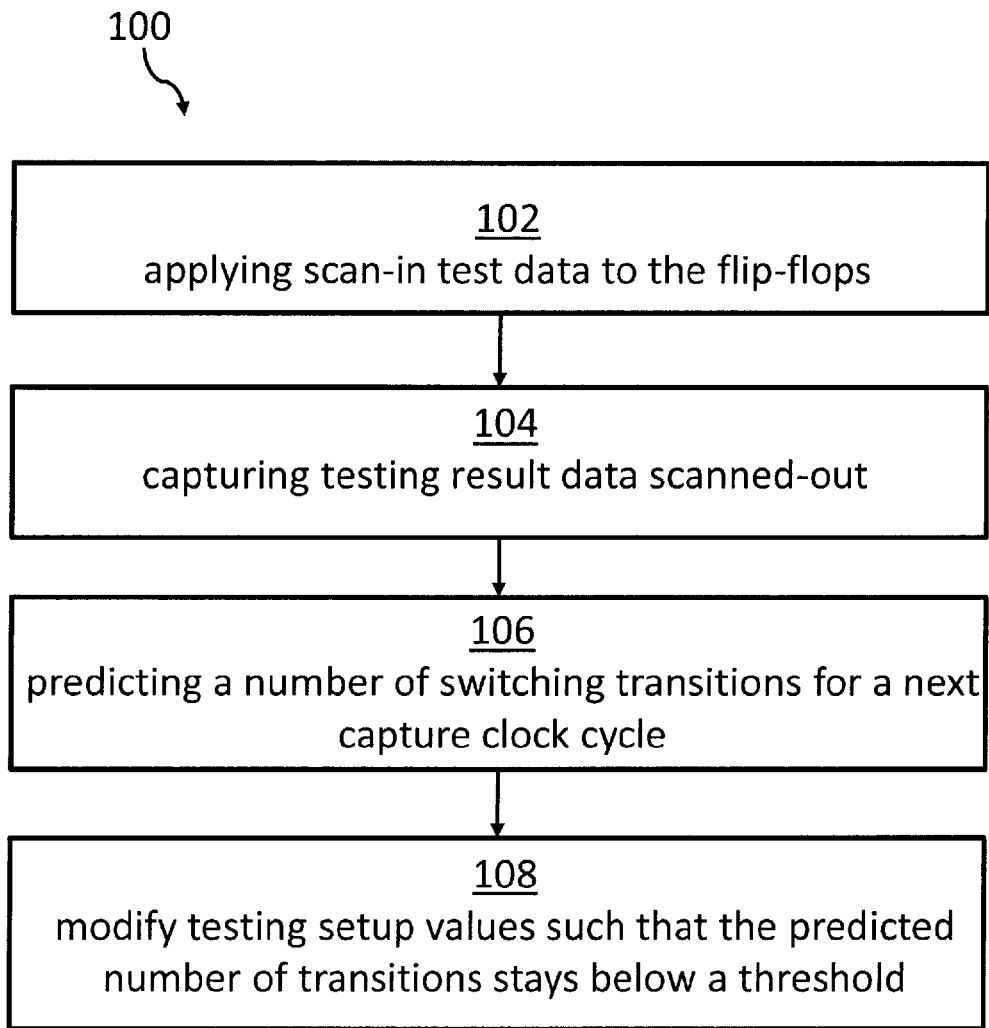 100
102
applying scan-in test data to the flip-flops
104
capturing testing result data scanned-out
106
predicting a number of switching transitions for a next
capture clock cycle
108
modify testing setup values such that the predicted
number of transitions stays below a threshold